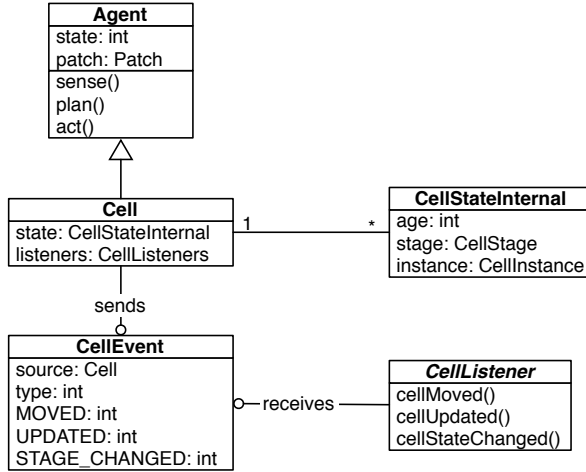 Agent
state: int
patch: Patch
sense()
plan()
act()
Cell
state: CellStateInternal
listeners: CellListeners
1
*
CellStateInternal
age: int
stage: CellStage
instance: CellInstance
sends
CellEvent
source: Cell
type: int
MOVED: int
UPDATED: int
STAGE_CHANGED: int
receives
CellListener
cellMoved()
cellUpdated()
cellStateChanged()